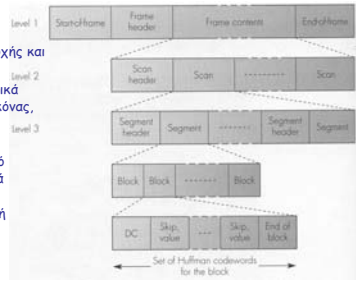 Level 1 Start-of-frame Frame header Frame contents End-of-frame
χής και
Level 2 Scan header Scan Scan
ικά
κόνας,
Level 3 Segment header Segment Segment header Segment
ό
ά
Block Block Block
ή
DC Skip, value Skip, value End of block
Set of Huffman codewords
for the block